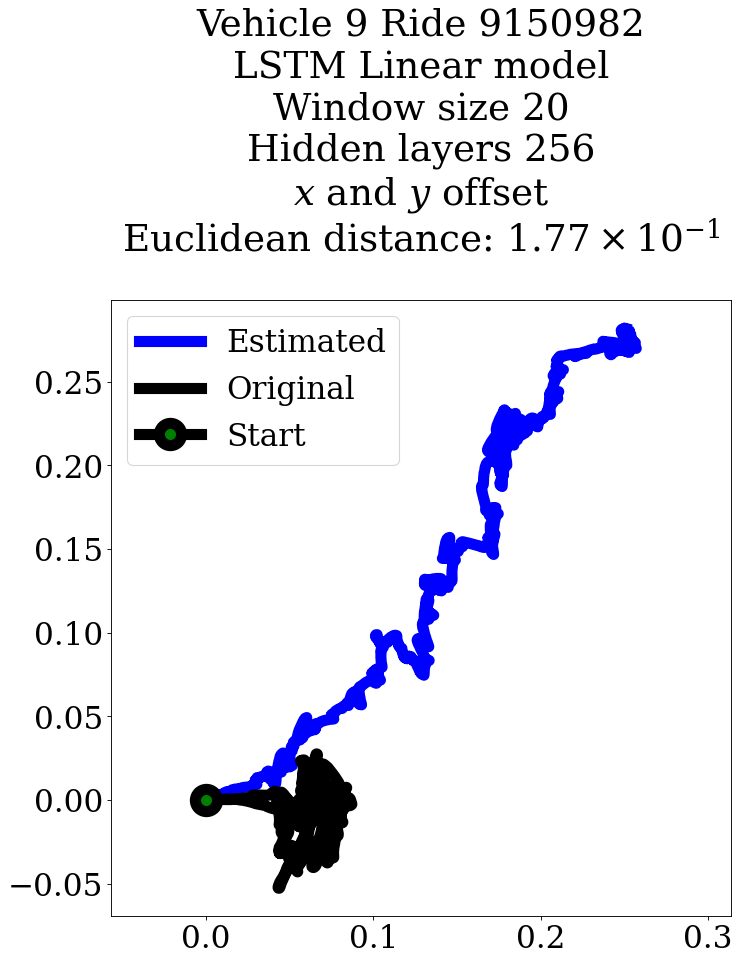 Vehicle 9 Ride 9150982
LSTM Linear model
Window size 20
Hidden layers 256
x and y offset
Euclidean distance: 1.77 × 10⁻¹
Estimated
Original
Start
0.25
0.20
0.15
0.10
0.05
0.00
−0.05
0.0 0.1 0.2 0.3